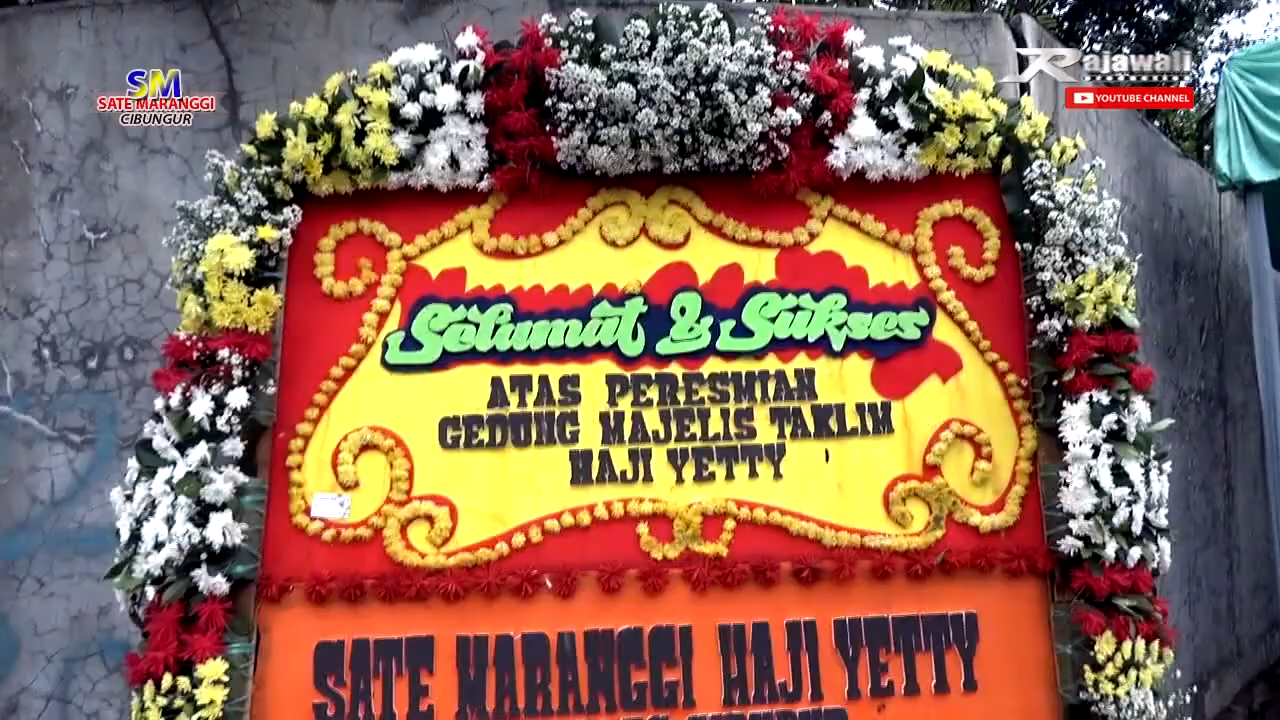 SM
SATE MARANGGI
CIBUNGUR
Rajawali
YOUTUBE CHANNEL
Selamat & Sukses
ATAS PERESMIAN
GEDUNG MAJELIS TAKLIM
HAJI YETTY
SATE MARANGGI HAJI YETTY